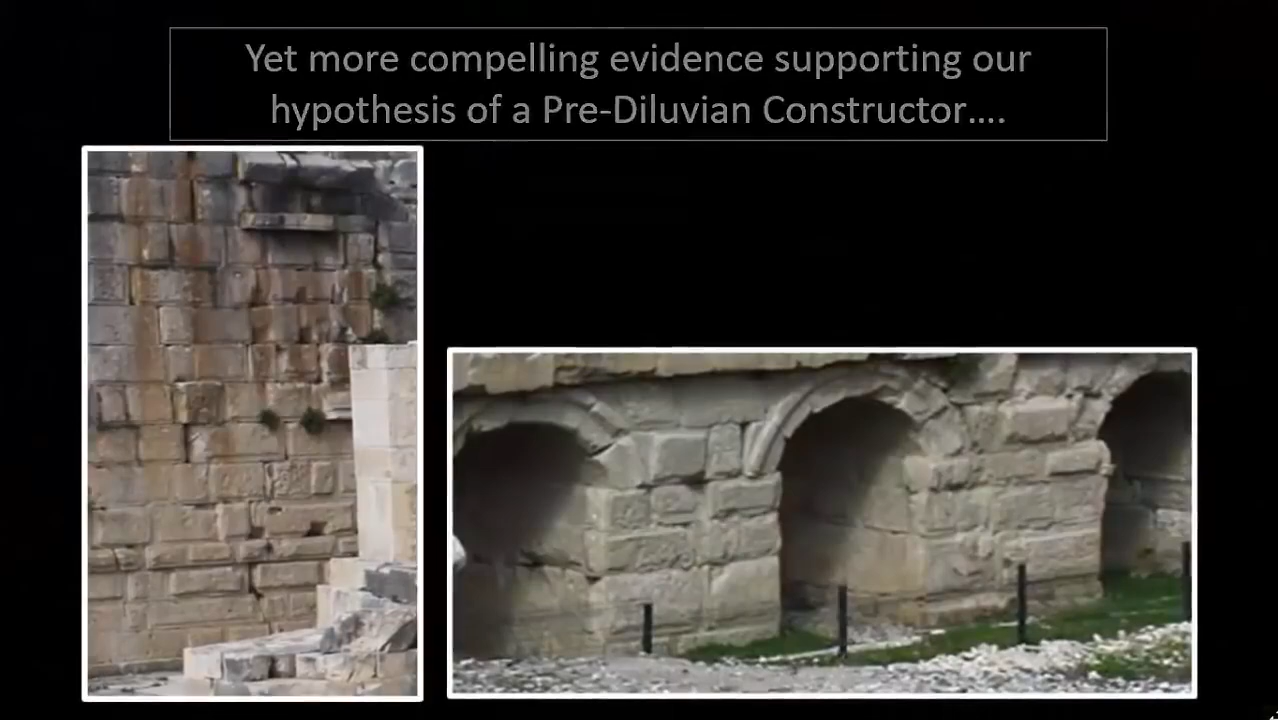 Yet more compelling evidence supporting our
hypothesis of a Pre-Diluvian Constructor....